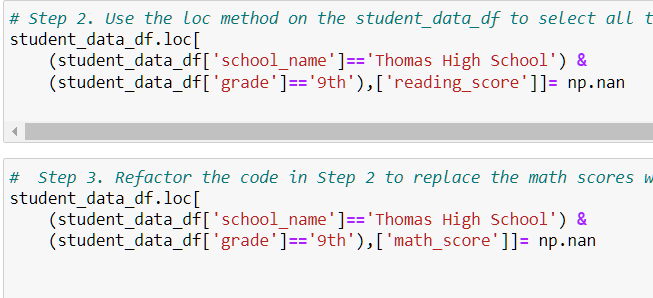 # Step 2. Use the loc method on the student_data_df to select all t
student_data_df.loc[
    (student_data_df['school_name']=='Thomas High School') &
    (student_data_df['grade']=='9th'),['reading_score']]= np.nan
#  Step 3. Refactor the code in Step 2 to replace the math scores w
student_data_df.loc[
    (student_data_df['school_name']=='Thomas High School') &
    (student_data_df['grade']=='9th'),['math_score']]= np.nan